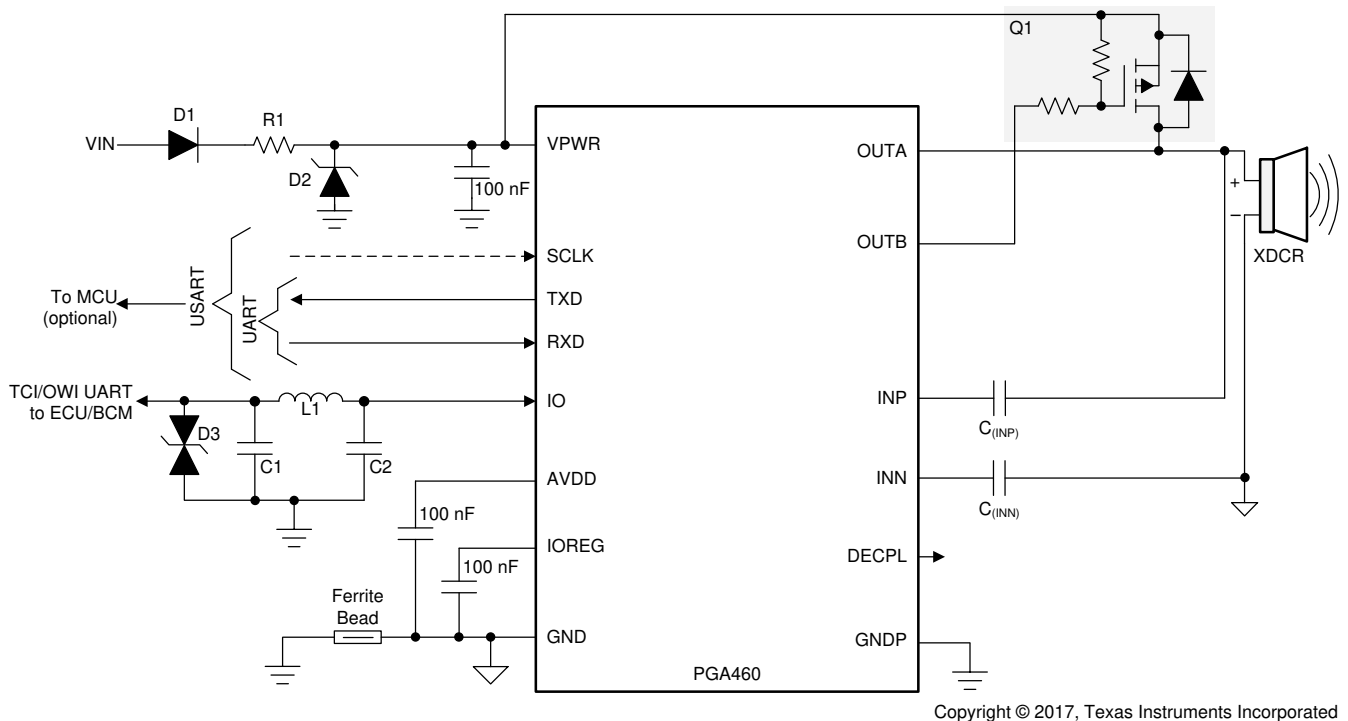 Q1
D1
R1
VIN
VPWR
D2
100 nF
OUTA
+
–
OUTB
XDCR
SCLK
To MCU
(optional)
USART
UART
TXD
RXD
TCI/OWI UART
to ECU/BCM
IO
L1
D3
C1
C2
INP
C(INP)
AVDD
INN
C(INN)
100 nF
IOREG
100 nF
DECPL
Ferrite
Bead
GND
GNDP
PGA460
Copyright © 2017, Texas Instruments Incorporated